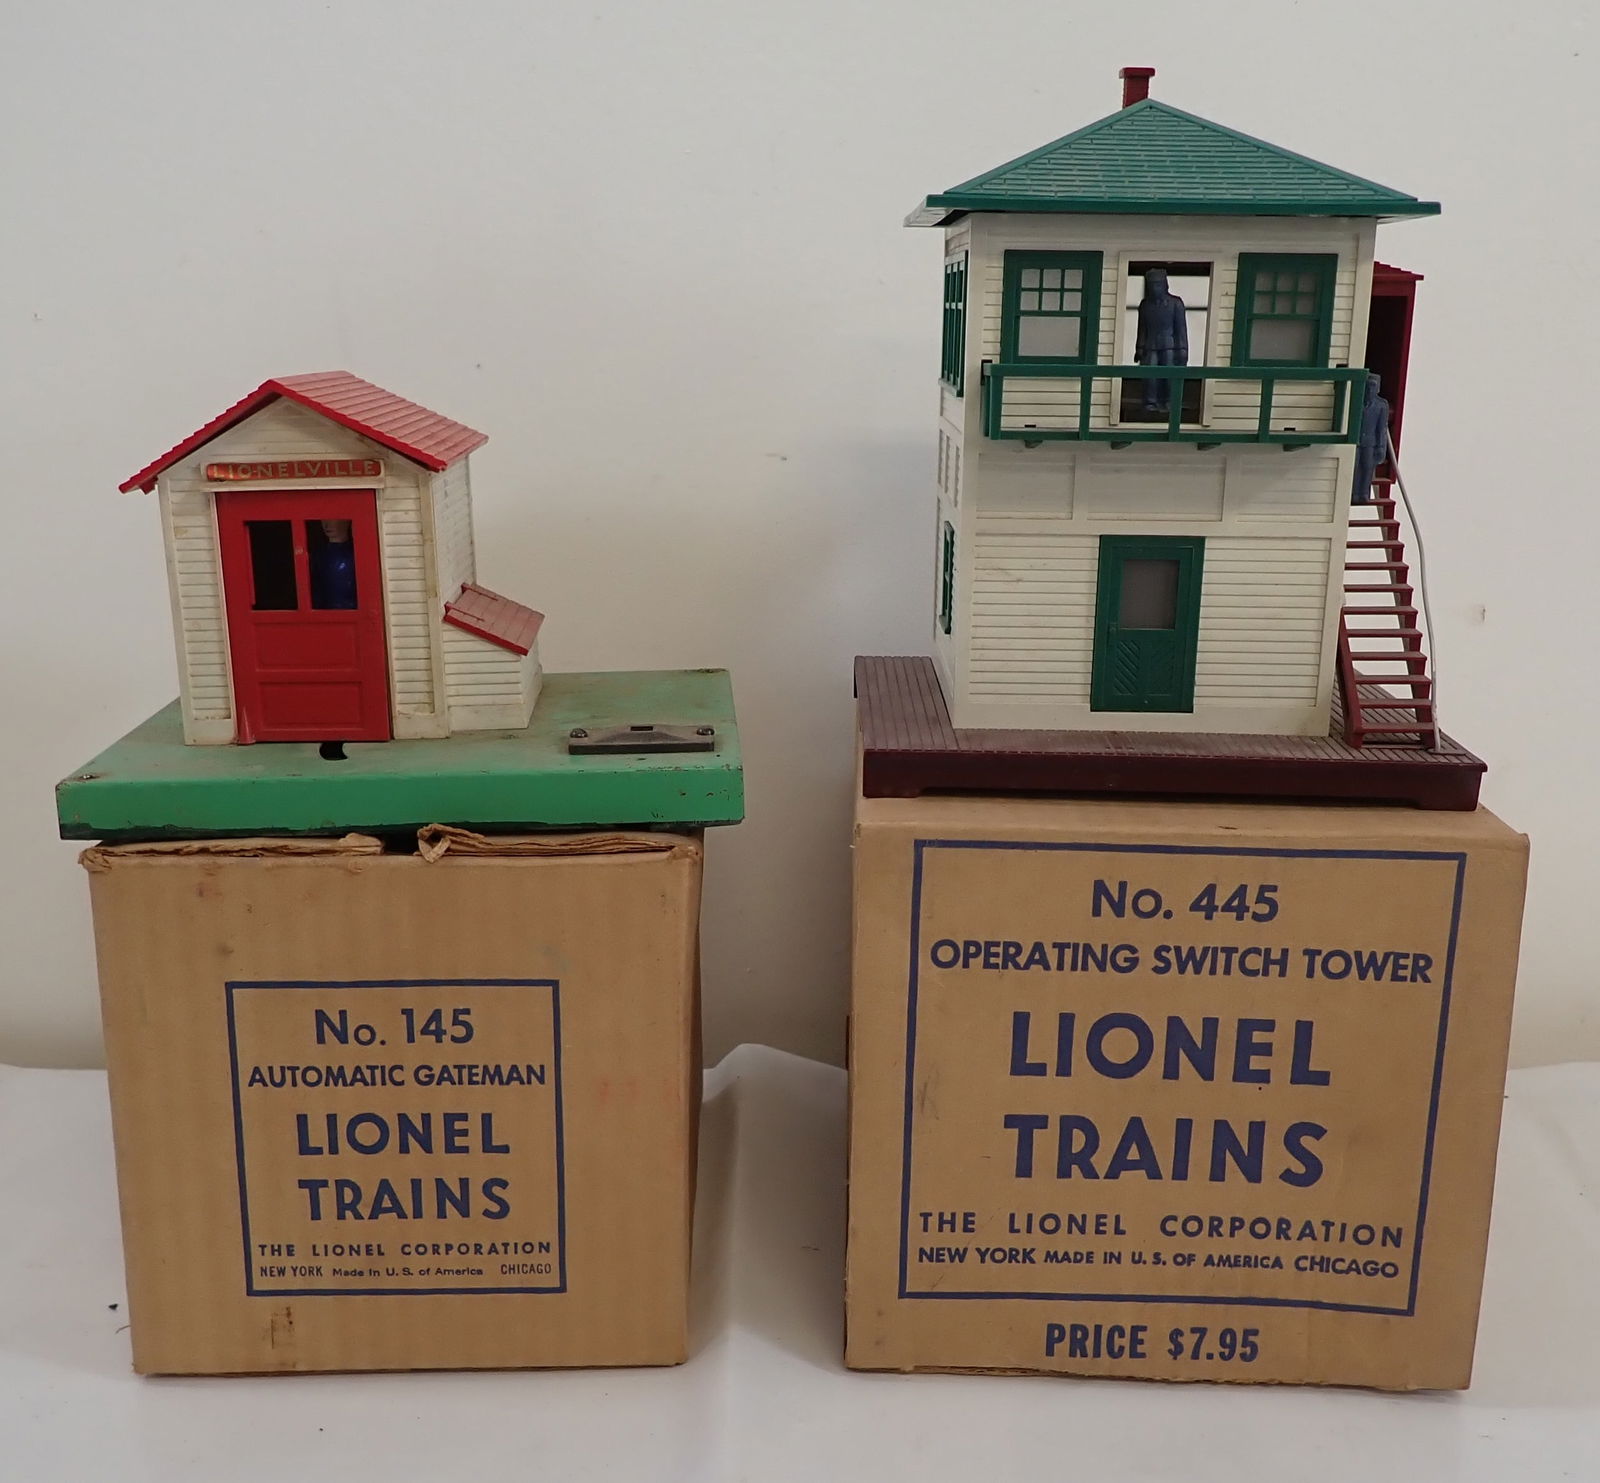 LIONELVILLE
No. 145
AUTOMATIC GATEMAN
LIONEL
TRAINS
THE LIONEL CORPORATION
NEW YORK Made in U. S. of America CHICAGO
No. 445
OPERATING SWITCH TOWER
LIONEL
TRAINS
THE LIONEL CORPORATION
NEW YORK MADE IN U. S. OF AMERICA CHICAGO
PRICE $7.95